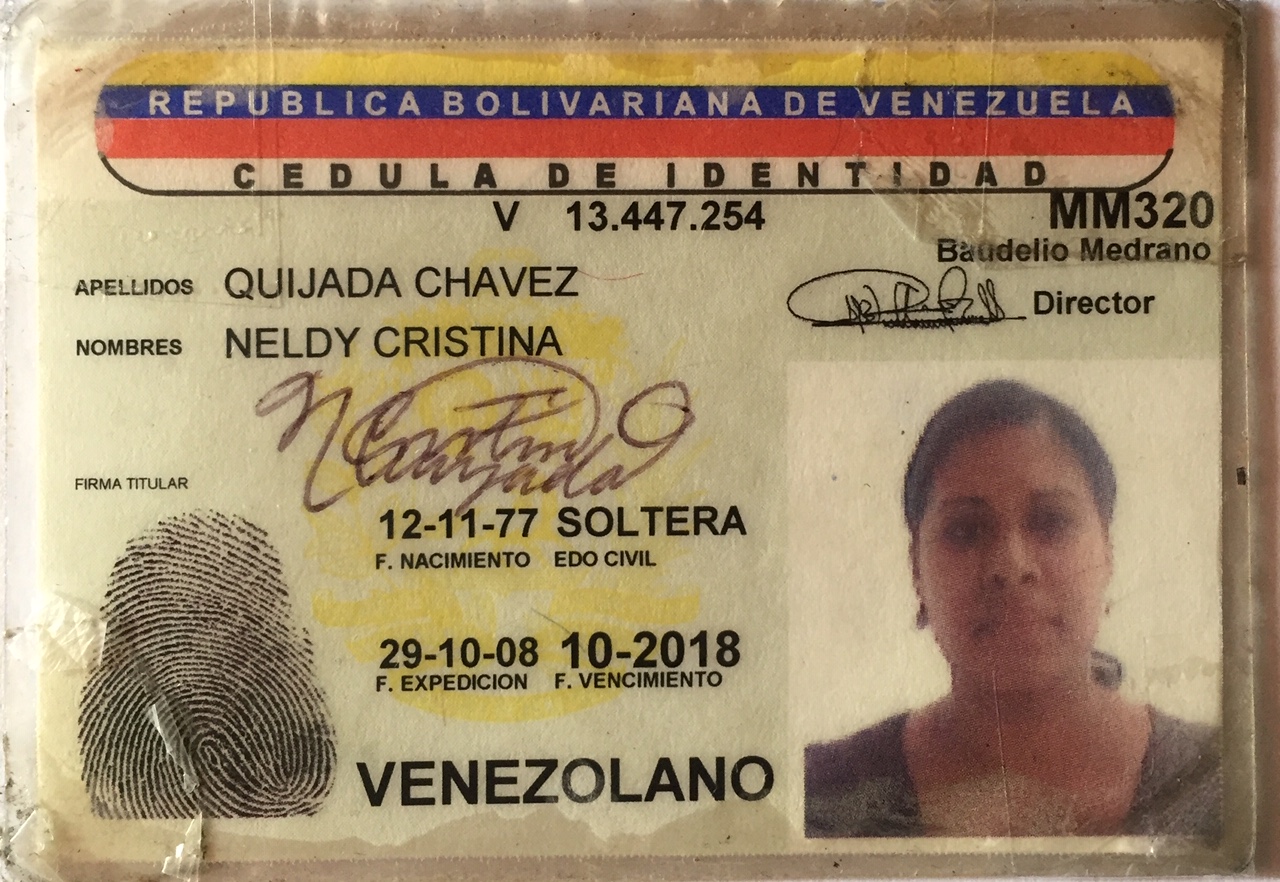 REPUBLICA BOLIVARIANA DE VENEZUELA
CEDULA DE IDENTIDAD
V 13.447.254
MM320
Baudelio Medrano
Director
APELLIDOS QUIJADA CHAVEZ
NOMBRES NELDY CRISTINA
N Cristina Quijada
FIRMA TITULAR
12-11-77 SOLTERA
F. NACIMIENTO EDO CIVIL
29-10-08 10-2018
F. EXPEDICION F. VENCIMIENTO
VENEZOLANO